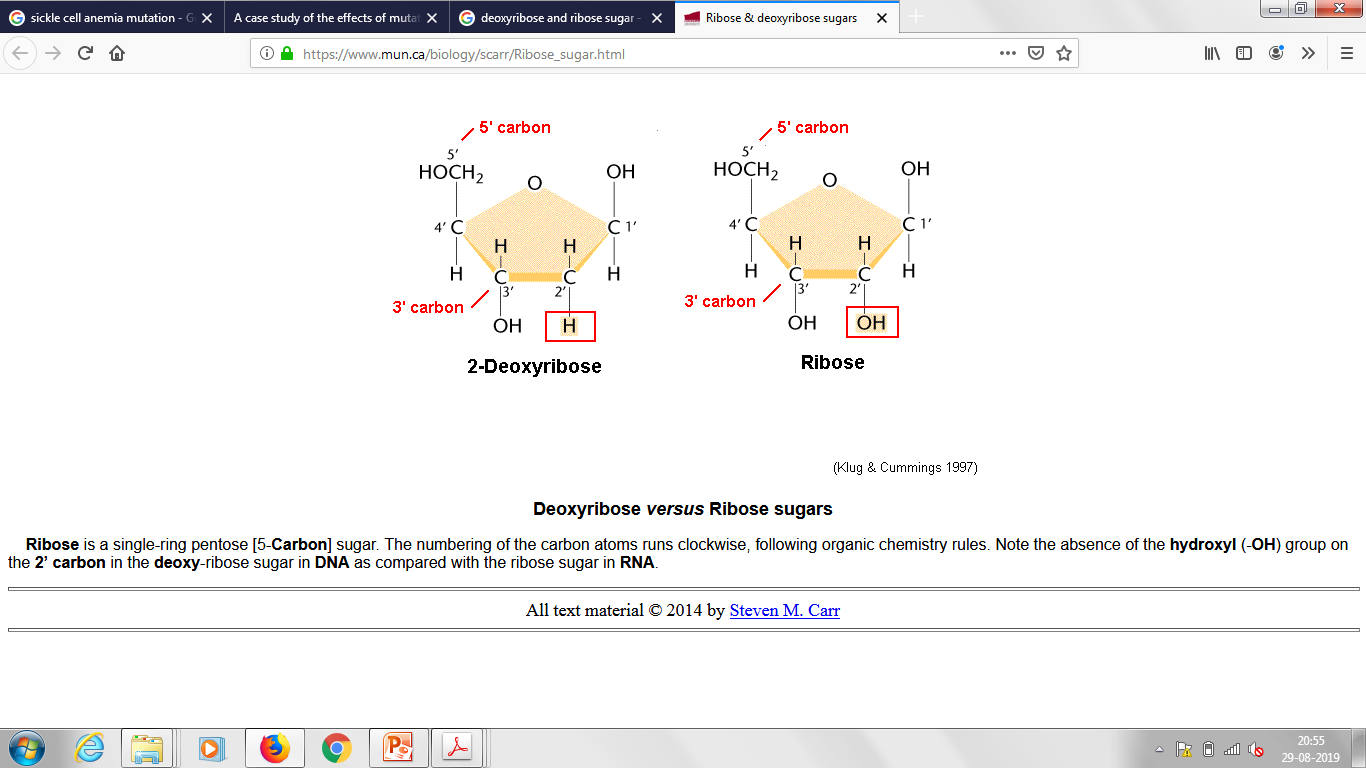 sickle cell anemia mutation - G
A case study of the effects of muta
deoxyribose and ribose sugar -
Ribose & deoxyribose sugars
https://www.mun.ca/biology/scarr/Ribose_sugar.html
5' carbon
5'
HOCH2
O
OH
4' C
C 1'
H
H
H
C
C
H
3'
2'
3' carbon
OH
H
2-Deoxyribose
5' carbon
5'
HOCH2
O
OH
4' C
C 1'
H
H
H
C
C
H
3'
2'
3' carbon
OH
OH
Ribose
(Klug & Cummings 1997)
Deoxyribose versus Ribose sugars
Ribose is a single-ring pentose [5-Carbon] sugar. The numbering of the carbon atoms runs clockwise, following organic chemistry rules. Note the absence of the hydroxyl (-OH) group on
the 2’ carbon in the deoxy-ribose sugar in DNA as compared with the ribose sugar in RNA.
All text material © 2014 by Steven M. Carr
20:55
29-08-2019